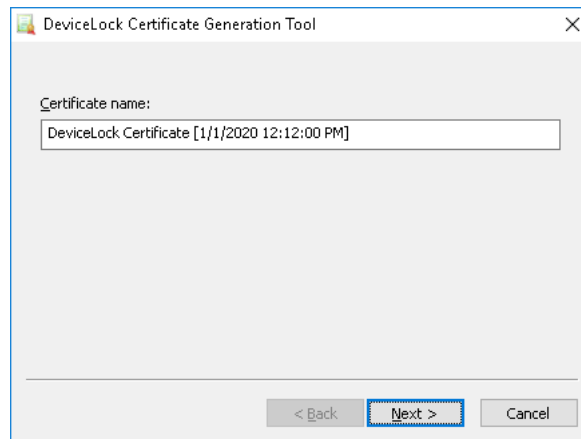 DeviceLock Certificate Generation Tool
Certificate name:
DeviceLock Certificate [1/1/2020 12:12:00 PM]
< Back
Next >
Cancel